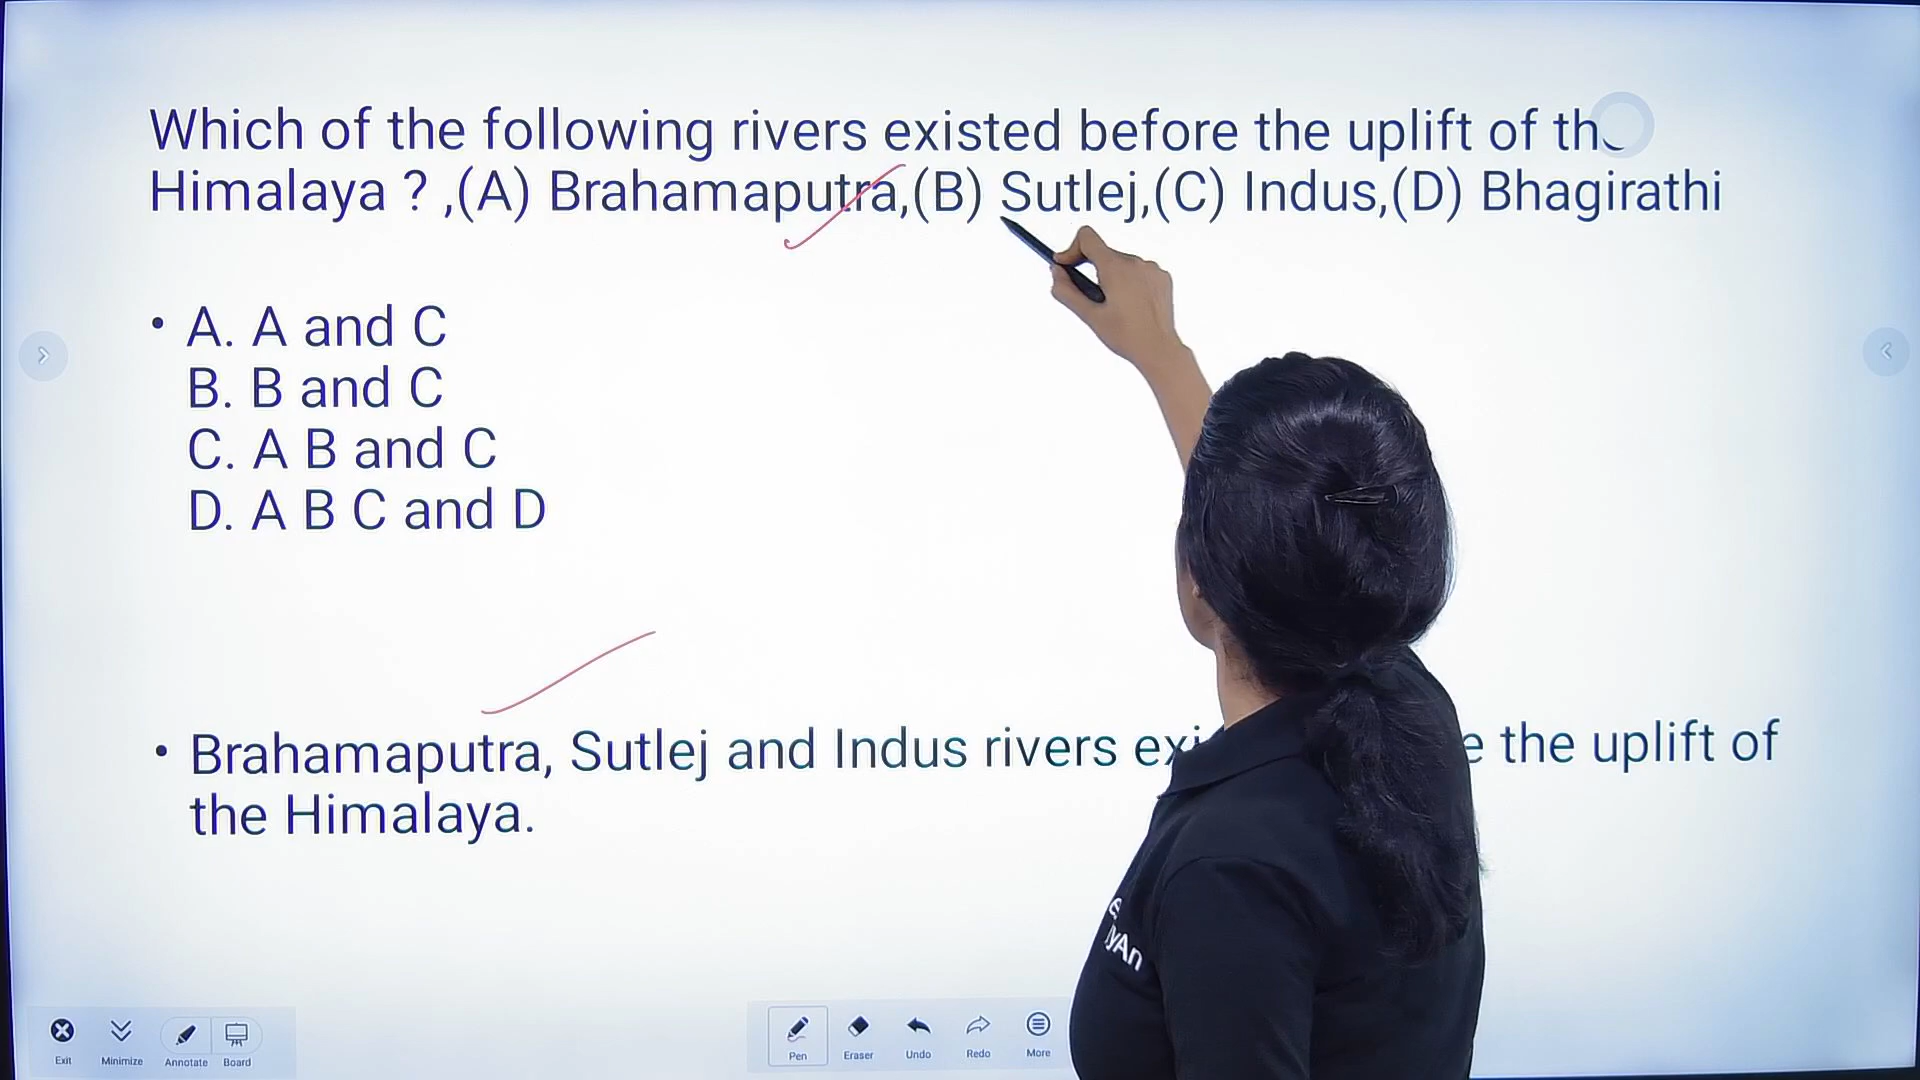 Which of the following rivers existed before the uplift of the
Himalaya ? ,(A) Brahamaputra,(B) Sutlej,(C) Indus,(D) Bhagirathi
• A. A and C
B. B and C
C. A B and C
D. A B C and D
• Brahamaputra, Sutlej and Indus rivers the uplift of
the Himalaya.
yAn
Exit Minimize Annotate Board Pen Eraser Undo Redo More